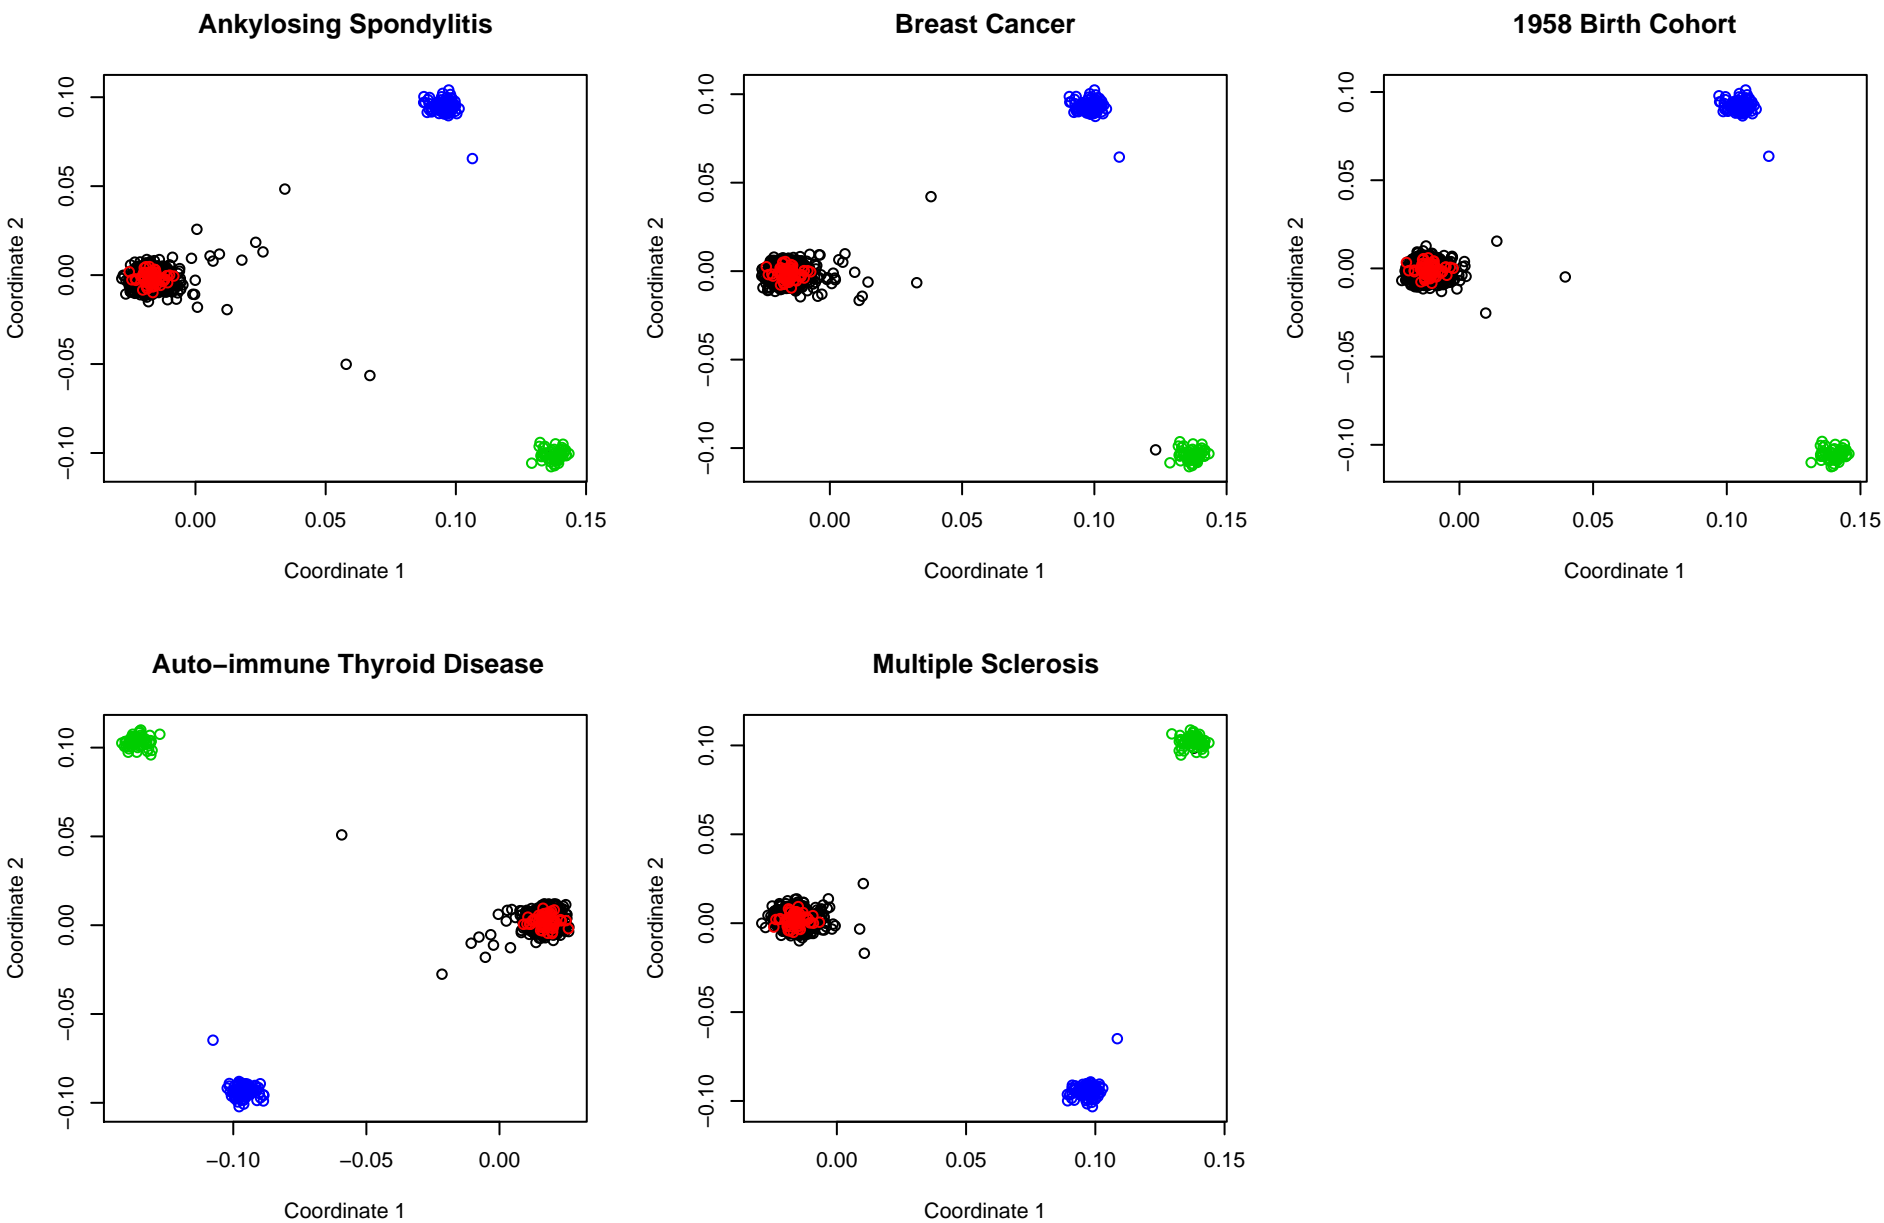 Ankylosing Spondylitis
Coordinate 2
0.10
0.05
0.00
−0.05
−0.10
0.00 0.05 0.10 0.15
Coordinate 1
Breast Cancer
Coordinate 2
0.10
0.05
0.00
−0.05
−0.10
0.00 0.05 0.10 0.15
Coordinate 1
1958 Birth Cohort
Coordinate 2
0.10
0.05
0.00
−0.05
−0.10
0.00 0.05 0.10 0.15
Coordinate 1
Auto−immune Thyroid Disease
Coordinate 2
0.10
0.05
0.00
−0.05
−0.10
−0.10 −0.05 0.00
Coordinate 1
Multiple Sclerosis
Coordinate 2
0.10
0.05
0.00
−0.05
−0.10
0.00 0.05 0.10 0.15
Coordinate 1